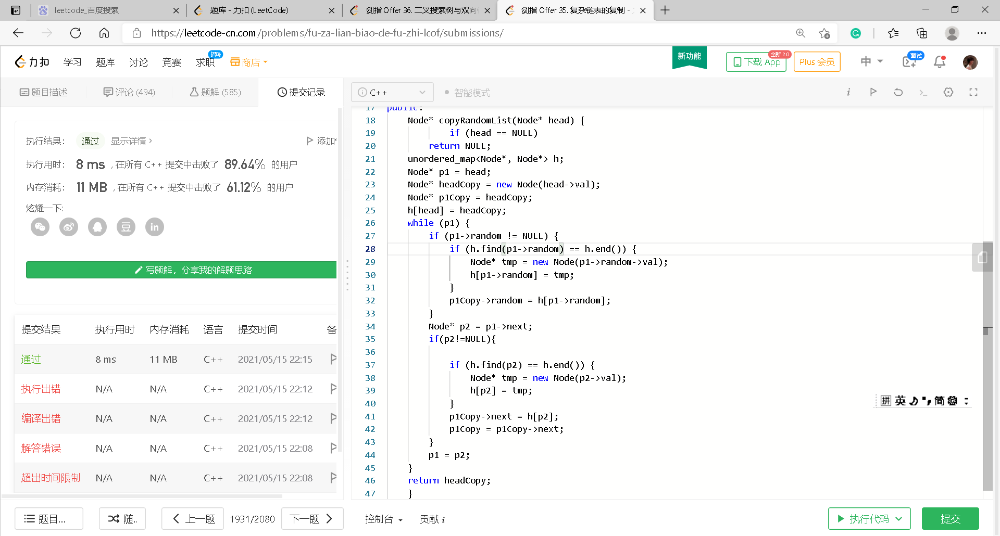 leetcode_百度搜索
题库 - 力扣 (LeetCode)
剑指 Offer 36. 二叉搜索树与双向
剑指 Offer 35. 复杂链表的复制 -
https://leetcode-cn.com/problems/fu-za-lian-biao-de-fu-zhi-lcof/submissions/
力扣
学习
题库
讨论
竞赛
求职
招聘
商店
新功能
下载 App
全新 2.0
Plus 会员
中
面试
题目描述
评论 (494)
题解 (585)
提交记录
C++
智能模式
执行结果：
通过
显示详情 >
添加
执行用时：
8 ms
, 在所有 C++ 提交中击败了
89.64%
的用户
内存消耗：
11 MB
, 在所有 C++ 提交中击败了
61.12%
的用户
炫耀一下:
豆
in
写题解，分享我的解题思路
提交结果 执行用时 内存消耗 语言 提交时间 备
通过 8 ms 11 MB C++ 2021/05/15 22:15
执行出错 N/A N/A C++ 2021/05/15 22:12
编译出错 N/A N/A C++ 2021/05/15 22:12
解答错误 N/A N/A C++ 2021/05/15 22:08
超出时间限制 N/A N/A C++ 2021/05/15 22:08
17 public:
18 Node* copyRandomList(Node* head) {
19 if (head == NULL)
20 return NULL;
21 unordered_map<Node*, Node*> h;
22 Node* p1 = head;
23 Node* headCopy = new Node(head->val);
24 Node* p1Copy = headCopy;
25 h[head] = headCopy;
26 while (p1) {
27 if (p1->random != NULL) {
28 if (h.find(p1->random) == h.end()) {
29 Node* tmp = new Node(p1->random->val);
30 h[p1->random] = tmp;
31 }
32 p1Copy->random = h[p1->random];
33 }
34 Node* p2 = p1->next;
35 if(p2!=NULL){
36
37 if (h.find(p2) == h.end()) {
38 Node* tmp = new Node(p2->val);
39 h[p2] = tmp;
40 }
41 p1Copy->next = h[p2];
42 p1Copy = p1Copy->next;
43 }
44 p1 = p2;
45 }
46 return headCopy;
47 }
拼 英 简
题目...
随..
上一题
1931/2080
下一题
控制台
贡献 i
执行代码
提交